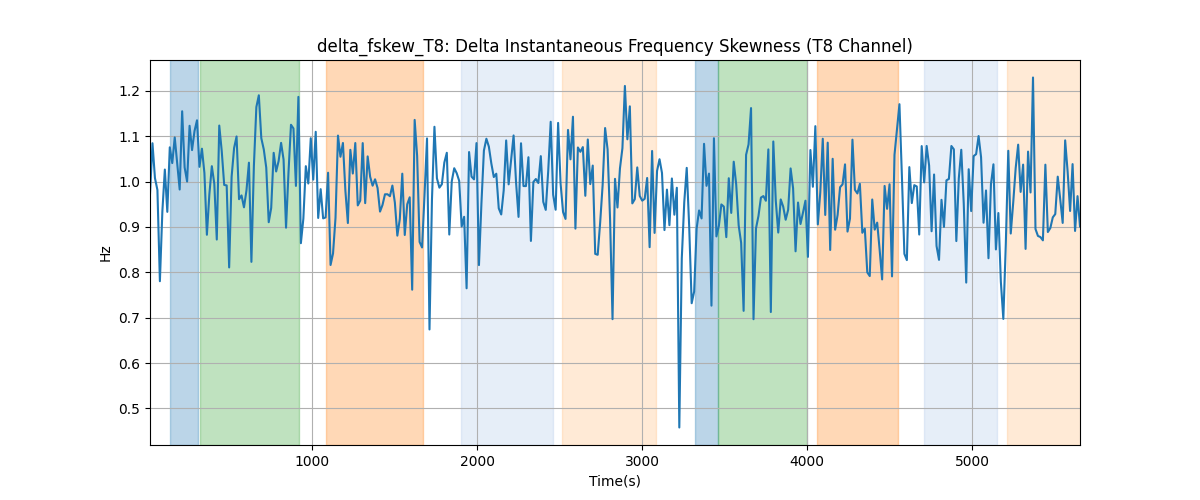 delta_fskew_T8: Delta Instantaneous Frequency Skewness (T8 Channel)
1.2
1.1
1.0
0.9
0.8
0.7
0.6
0.5
Hz
1000 2000 3000 4000 5000
Time(s)